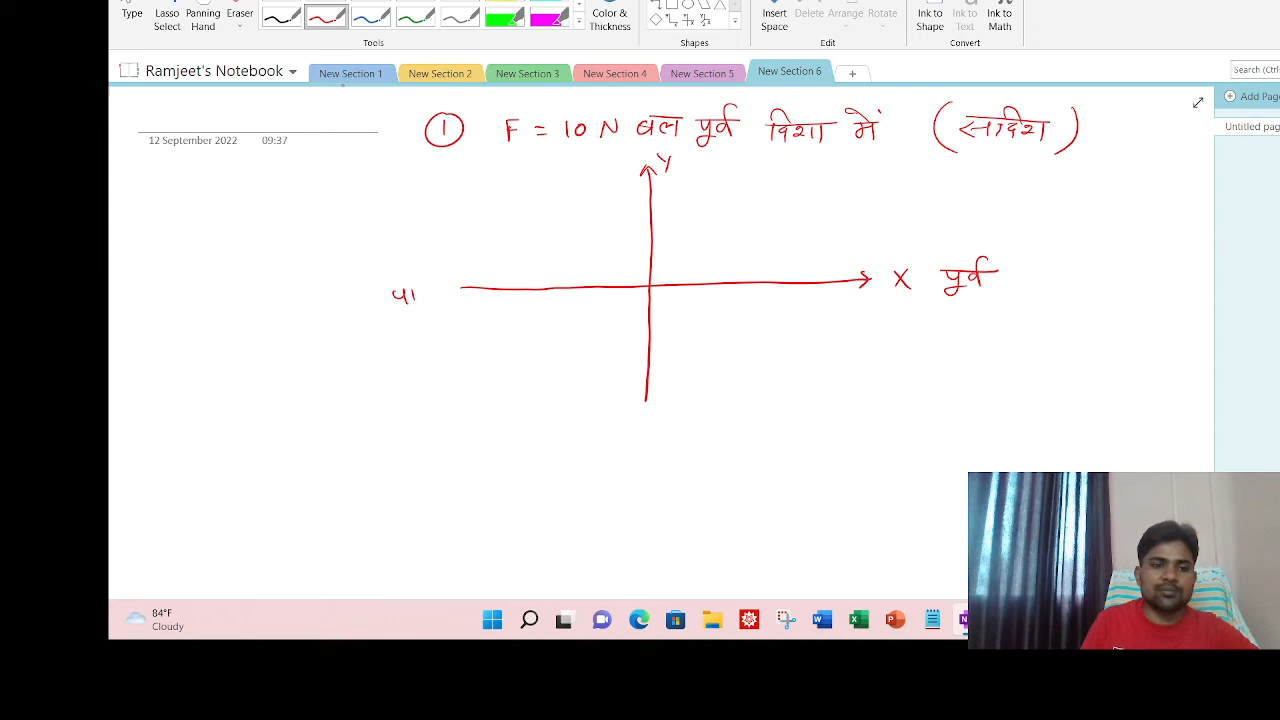 Type
Lasso Select
Panning Hand
Eraser
Tools
Color & Thickness
Shapes
Insert Space
Delete
Arrange
Rotate
Edit
Ink to Shape
Ink to Text
Ink to Math
Convert
Ramjeet's Notebook
New Section 1
New Section 2
New Section 3
New Section 4
New Section 5
New Section 6
+
Search (Ctrl+
Add Page
Untitled page
12 September 2022 09:37
① F = 10 N बल पूर्व दिशा में (सादिश)
Y
X पूर्व
84°F
Cloudy